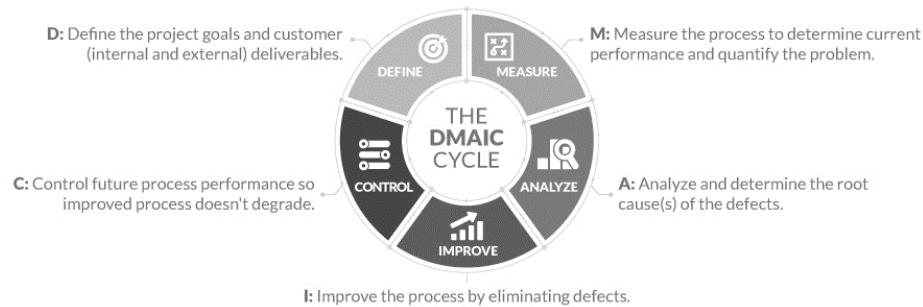 D: Define the project goals and customer
(internal and external) deliverables.
M: Measure the process to determine current
performance and quantify the problem.
DEFINE
MEASURE
THE
DMAIC
CYCLE
C: Control future process performance so
improved process doesn't degrade.
CONTROL
ANALYZE
A: Analyze and determine the root
cause(s) of the defects.
IMPROVE
I: Improve the process by eliminating defects.